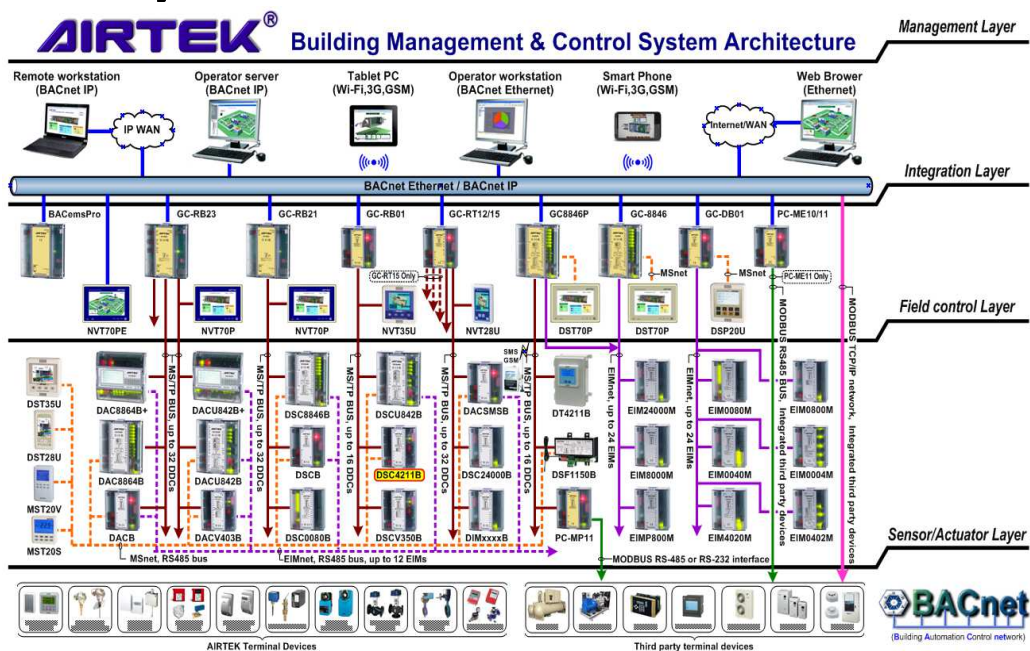 AIRTEK®
Building Management & Control System Architecture
Management Layer
Remote workstation
(BACnet IP)
Operator server
(BACnet IP)
Tablet PC
(Wi-Fi,3G,GSM)
Operator workstation
(BACnet Ethernet)
Smart Phone
(Wi-Fi,3G,GSM)
Web Brower
(Ethernet)
IP WAN
Internet/WAN
Integration Layer
BACnet Ethernet / BACnet IP
BACemsPro
GC-RB23
GC-RB21
GC-RB01
GC-RT12/15
GC8846P
GC-8846
GC-DB01
PC-ME10/11
GC-RT15 Only
MSnet
MSnet
PC-ME11 Only
NVT70PE
NVT70P
NVT70P
NVT35U
NVT28U
DST70P
DST70P
DSP20U
Field control Layer
SMS
GSM
MS/TP BUS, up to 32 DDCs
MS/TP BUS, up to 32 DDCs
MS/TP BUS, up to 16 DDCs
MS/TP BUS, up to 32 DDCs
MS/TP BUS, up to 16 DDCs
EIMnet, up to 24 EIMs
EIMnet, up to 24 EIMs
MODBUS RS485 BUS, Integrated third party devices
MODBUS TCP/IP network, Integrated third party devices
DST35U
DAC8864B+
DACU842B+
DSC8846B
DSCU842B
DACSMSB
DT4211B
EIM24000M
EIM0080M
EIM0800M
DST28U
DAC8864B
DACU842B
DSCB
DSC4211B
DSC24000B
DSF1150B
EIM8000M
EIM0040M
EIM0004M
MST20V
MST20S
DACB
DACV403B
DSC0080B
DSCV350B
DIMxxxxB
PC-MP11
EIMP800M
EIM4020M
EIM0402M
Sensor/Actuator Layer
MSnet, RS485 bus
EIMnet, RS485 bus, up to 12 EIMs
MODBUS RS-485 or RS-232 interface
AIRTEK Terminal Devices
Third party terminal devices
BACnet
(Building Automation Control network)